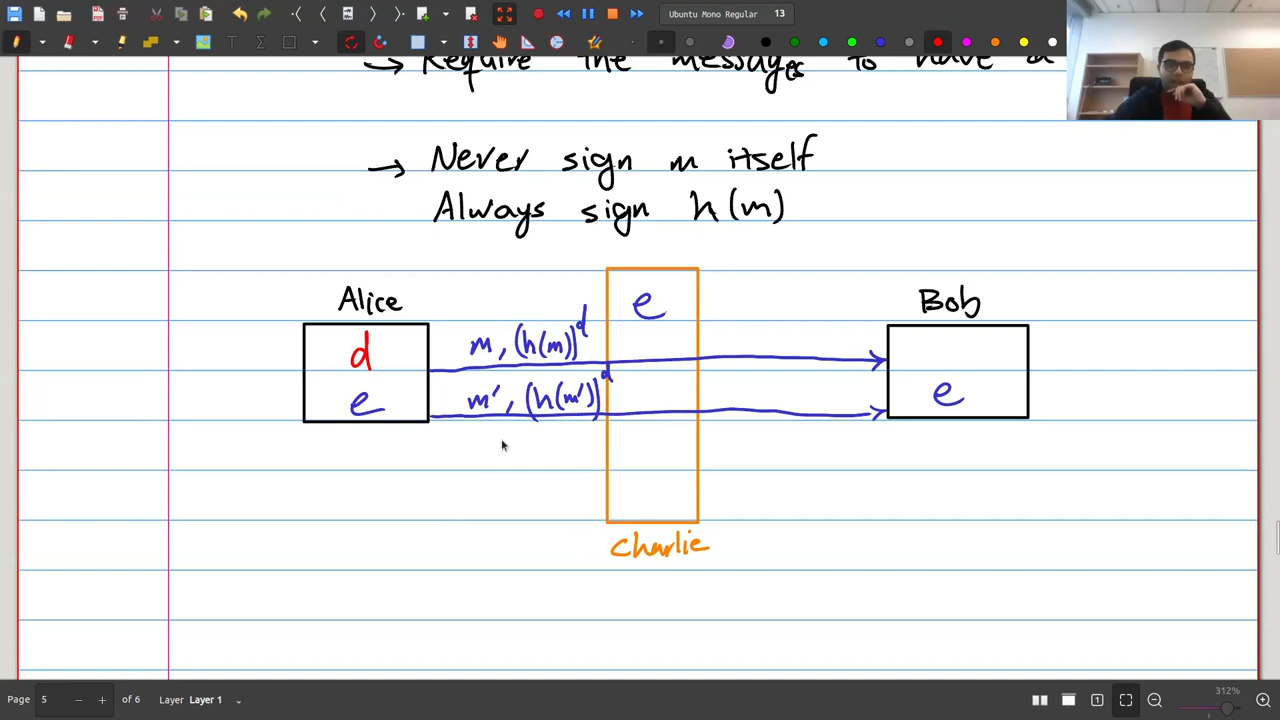 Ubuntu Mono Regular 13
→ Require the messages to have a
→ Never sign m itself
Always sign h(m)
Alice
e
Bob
d
m, (h(m))^d
e
m', (h(m'))^d
e
Charlie
Page 5 of 6 Layer Layer 1
312%